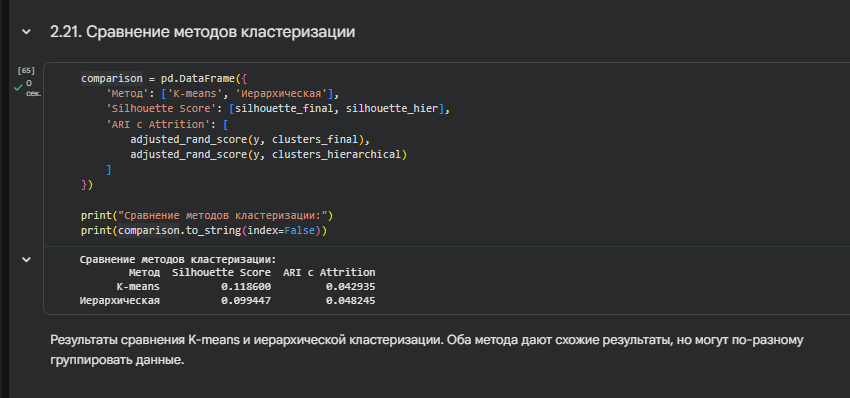 2.21. Сравнение методов кластеризации
[65]
0
сек.
comparison = pd.DataFrame({
'Метод': ['K-means', 'Иерархическая'],
'Silhouette Score': [silhouette_final, silhouette_hier],
'ARI с Attrition': [
adjusted_rand_score(y, clusters_final),
adjusted_rand_score(y, clusters_hierarchical)
]
})
print("Сравнение методов кластеризации:")
print(comparison.to_string(index=False))
Сравнение методов кластеризации:
Метод Silhouette Score ARI с Attrition
K-means 0.118600 0.042935
Иерархическая 0.099447 0.048245
Результаты сравнения K-means и иерархической кластеризации. Оба метода дают схожие результаты, но могут по-разному
группировать данные.